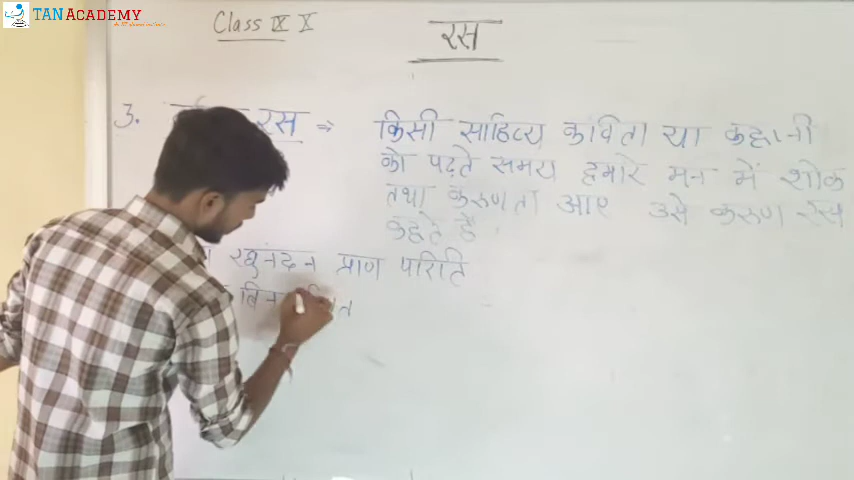 TAN ACADEMY
Class IX X
रस
3. रस ⇒ किसी साहित्य कविता या कहानी
को पढ़ते समय हमारे मन में शोक
तथा करुणता आए उसे करुण रस
कहते हैं
रघुनंदन प्राण पारिति